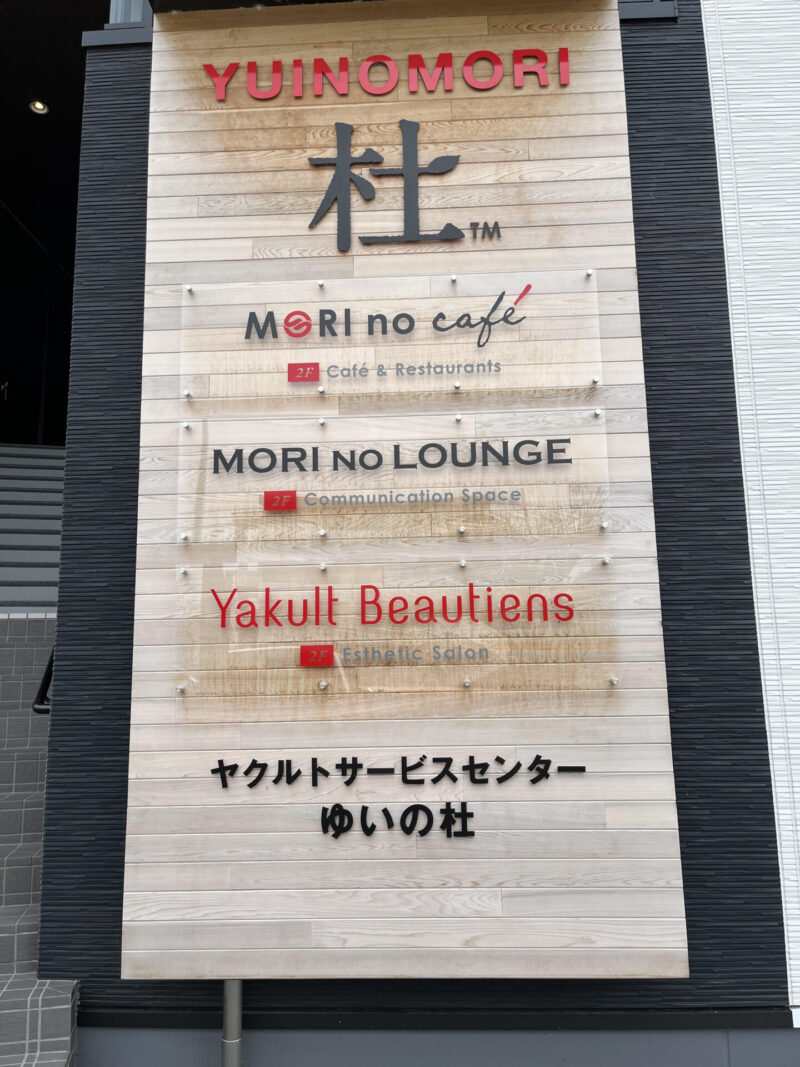 YUINOMORI
杜TM
MORI no café
2F Café & Restaurants
MORI NO LOUNGE
2F Communication Space
Yakult Beautiens
2F Esthetic Salon
ヤクルトサービスセンター
ゆいの杜